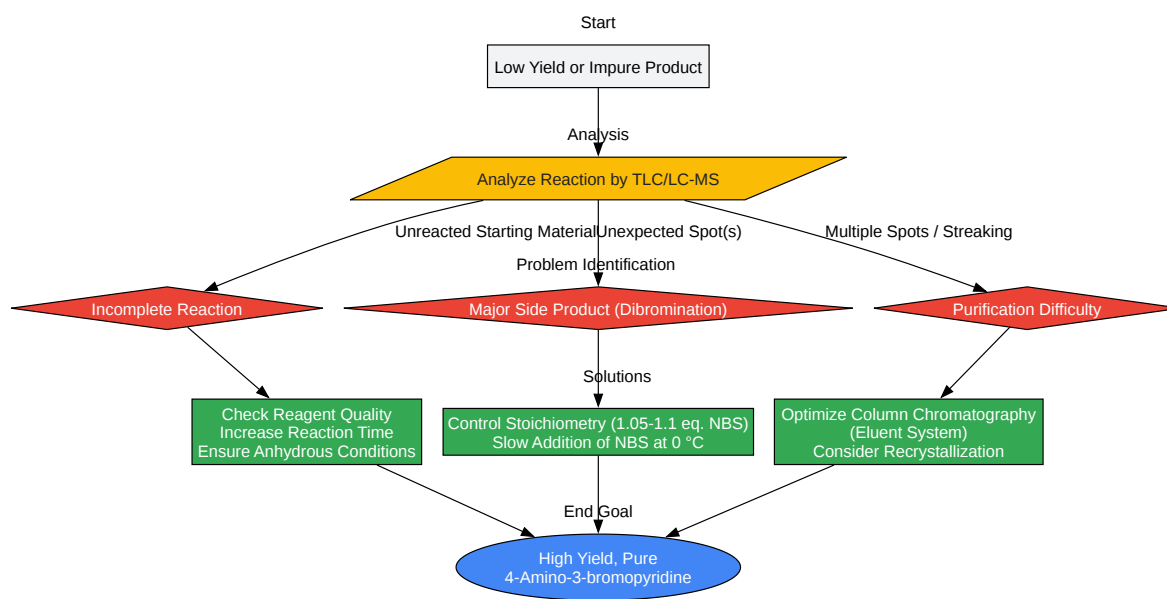 Start
Low Yield or Impure Product
Analysis
Analyze Reaction by TLC/LC-MS
Unreacted Starting Material
Unexpected Spot(s)
Multiple Spots / Streaking
Problem Identification
Incomplete Reaction
Major Side Product (Dibromination)
Purification Difficulty
Solutions
Check Reagent Quality
Increase Reaction Time
Ensure Anhydrous Conditions
Control Stoichiometry (1.05-1.1 eq. NBS)
Slow Addition of NBS at 0 °C
Optimize Column Chromatography
(Eluent System)
Consider Recrystallization
End Goal
High Yield, Pure
4-Amino-3-bromopyridine